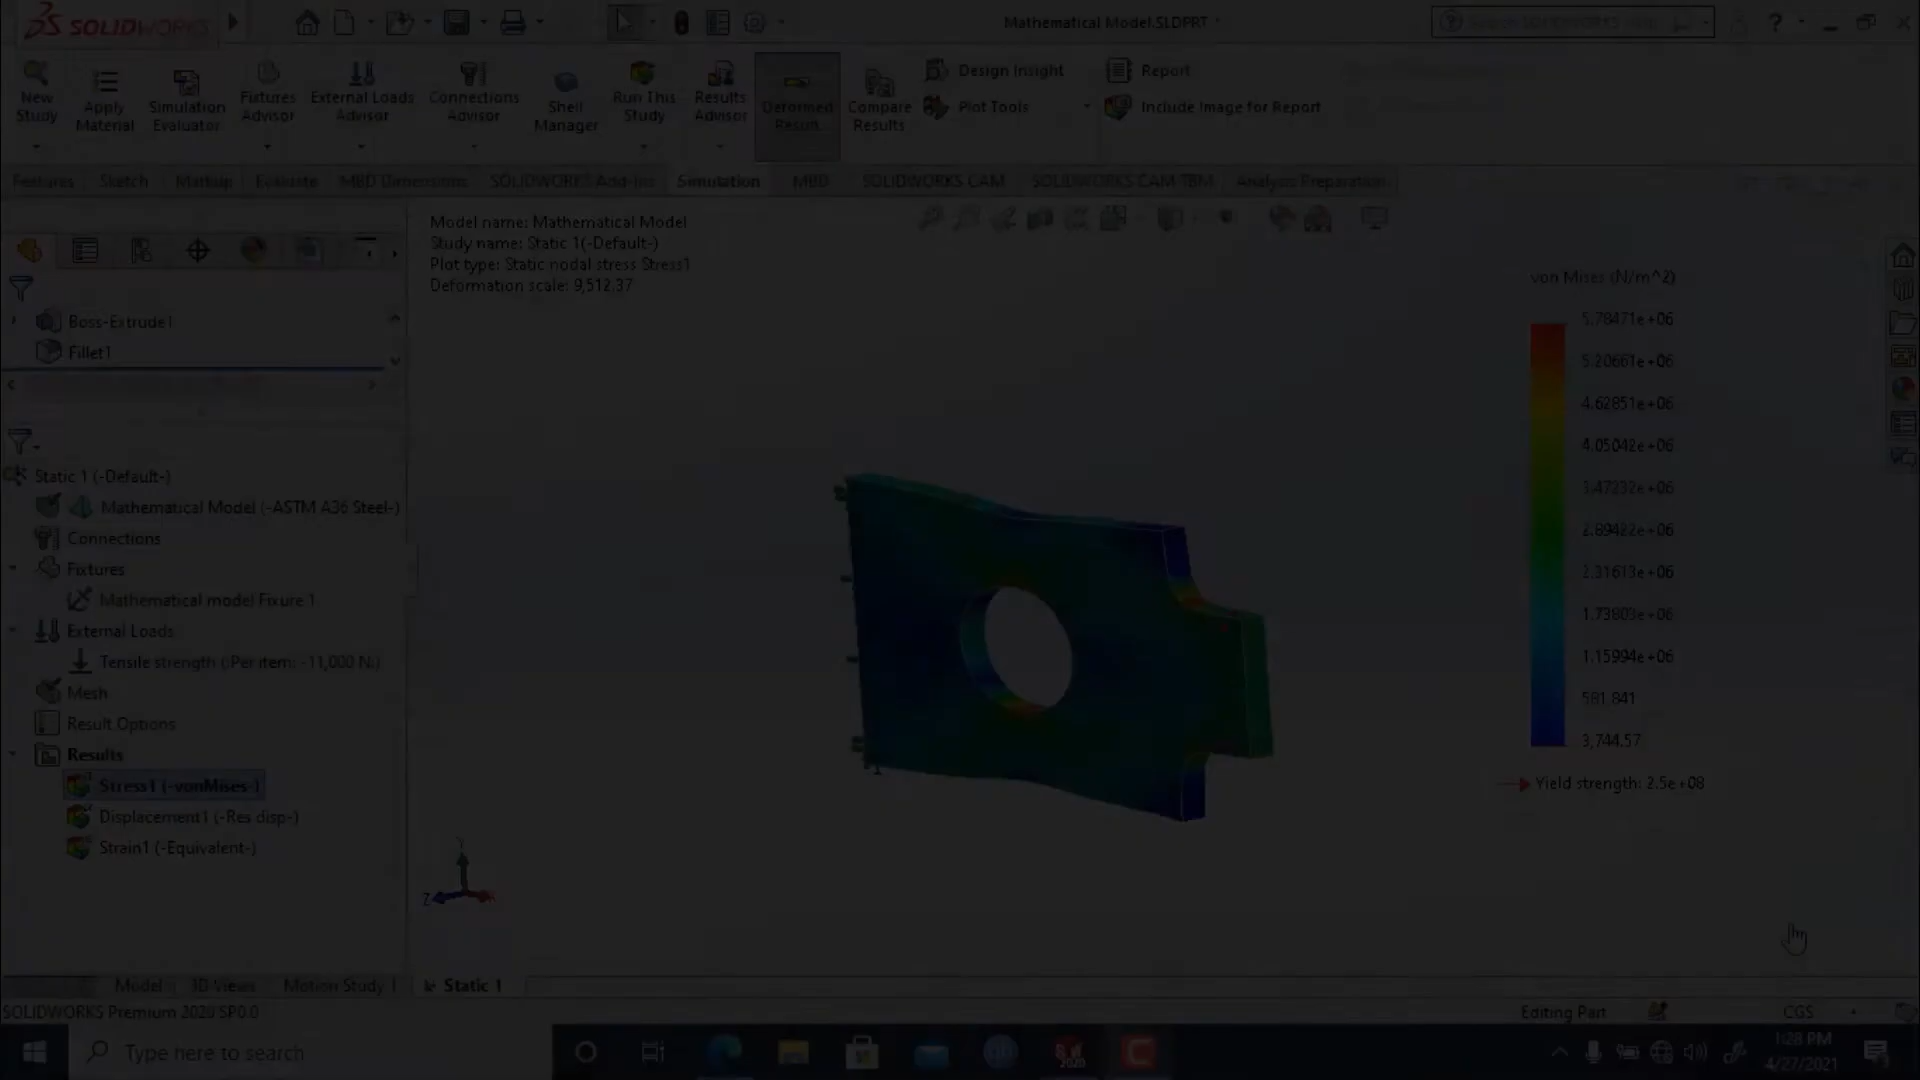 SOLIDWORKS
Mathematical Model.SLDPRT *
Search SOLIDWORKS Help
New Study
Apply Material
Simulation Evaluator
Fixtures Advisor
External Loads Advisor
Connections Advisor
Shell Manager
Run This Study
Results Advisor
Deformed Result
Compare Results
Design Insight
Plot Tools
Report
Include Image for Report
Features Sketch Markup Evaluate MBD Dimensions SOLIDWORKS Add-Ins Simulation MBD SOLIDWORKS CAM SOLIDWORKS CAM TBM Analysis Preparation
Model name: Mathematical Model
Study name: Static 1(-Default-)
Plot type: Static nodal stress Stress1
Deformation scale: 9,512.37
Boss-Extrude1
Fillet1
Static 1 (-Default-)
Mathematical Model (-ASTM A36 Steel-)
Connections
Fixtures
Mathematical model Fixure 1
External Loads
Tensile strength (:Per item: -11,000 N:)
Mesh
Result Options
Results
Stress1 (-vonMises-)
Displacement1 (-Res disp-)
Strain1 (-Equivalent-)
von Mises (N/m^2)
5.78471e+06
5.20661e+06
4.62851e+06
4.05042e+06
3.47232e+06
2.89422e+06
2.31613e+06
1.73803e+06
1.15994e+06
581,841
3,744.57
Yield strength: 2.5e+08
Y
Z
Model 3D Views Motion Study 1 Static 1
SOLIDWORKS Premium 2020 SP0.0
Editing Part
CGS
Type here to search
2020
1:28 PM
4/27/2021